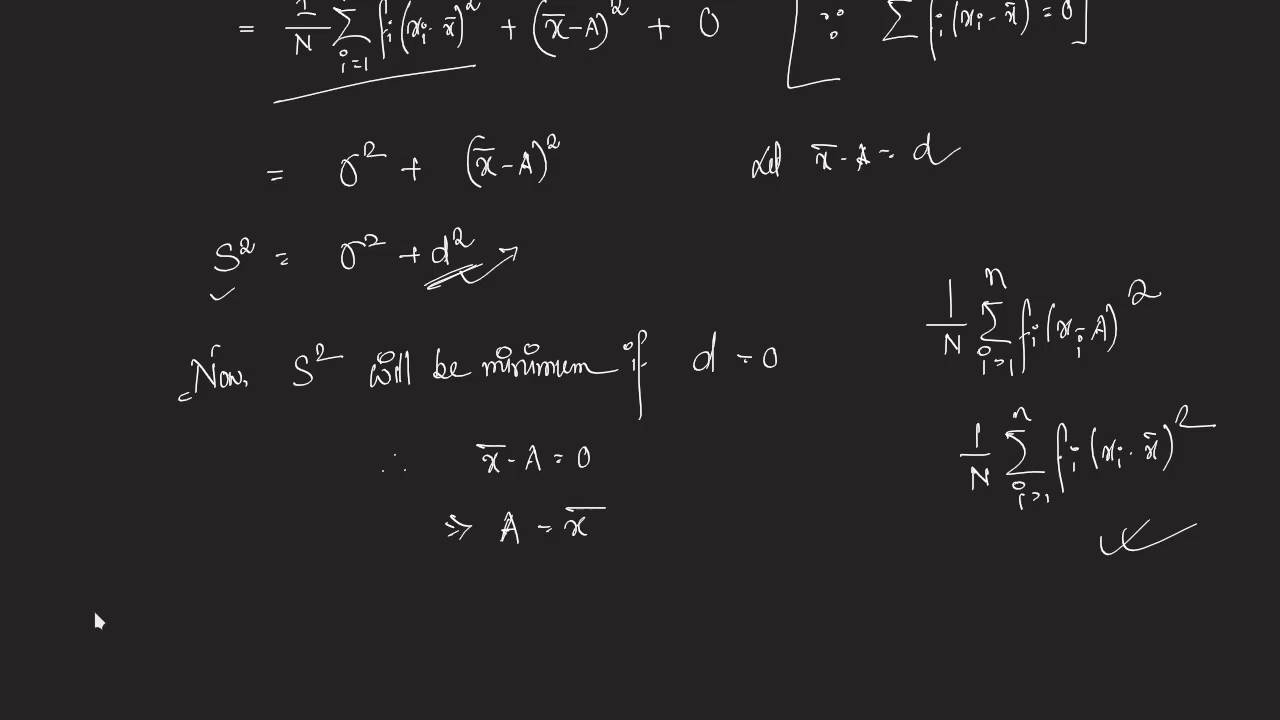 = 1/N Σ_{i=1} f_i (x_i - x̄)² + (x̄ - A)² + 0 [∵ Σ f_i (x_i - x̄) = 0]
= σ² + (x̄ - A)² Let x̄ - A = d
S² = σ² + d²
Now, S² will be minimum if d = 0
∴ x̄ - A = 0
⇒ A = x̄
1/N Σ_{i=1}^{n} f_i (x_i - A)²
1/N Σ_{i=1}^{n} f_i (x_i - x̄)²